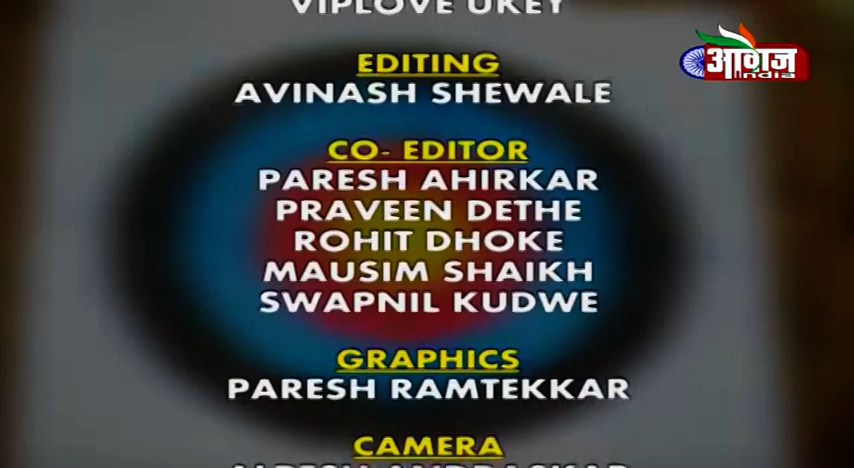 VIPLOVE UKEY
आगाज
india
EDITING
AVINASH SHEWALE
CO- EDITOR
PARESH AHIRKAR
PRAVEEN DETHE
ROHIT DHOKE
MAUSIM SHAIKH
SWAPNIL KUDWE
GRAPHICS
PARESH RAMTEKKAR
CAMERA